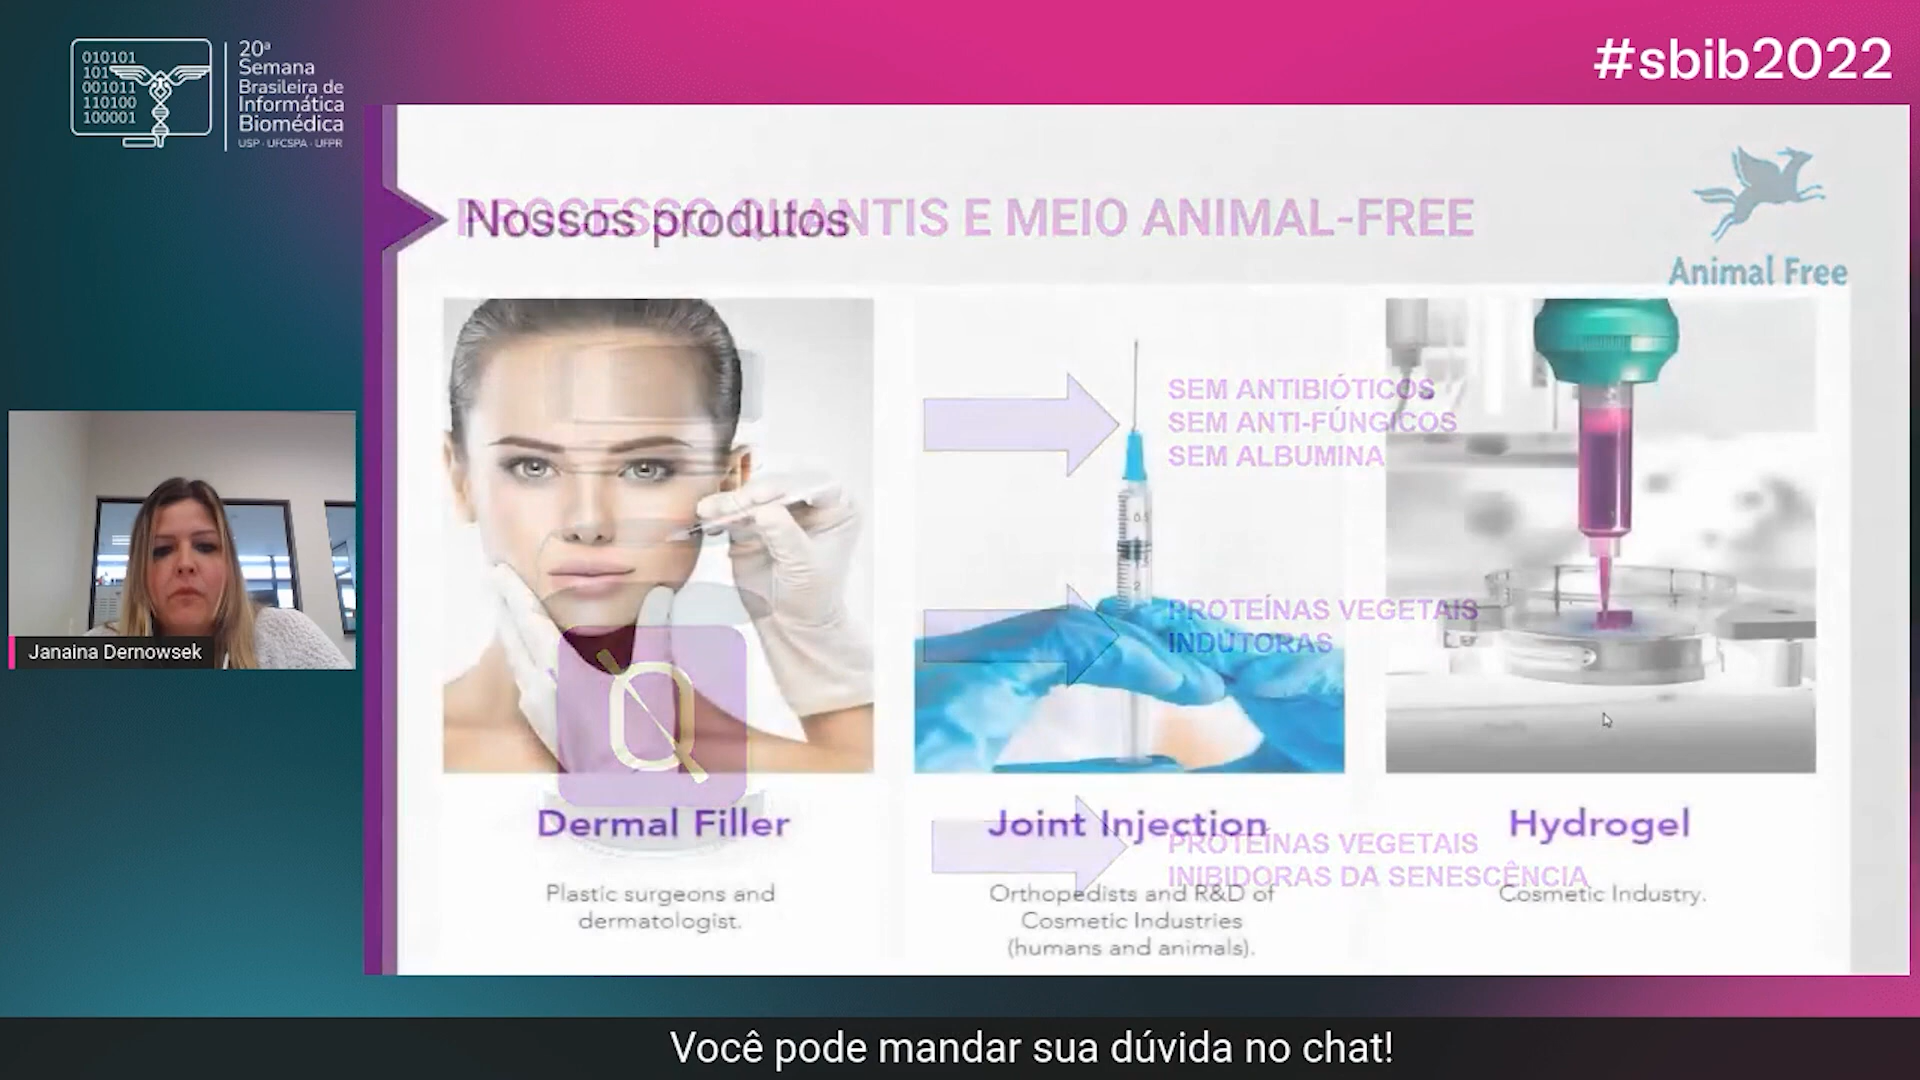 010101
101
001011
110100
100001
20ª
Semana
Brasileira de
Informática
Biomédica
USP · UFCSPA · UFPR
#sbib2022
Nossos produtos
PROCESSO QUANTIS E MEIO ANIMAL-FREE
Animal Free
SEM ANTIBIÓTICOS
SEM ANTI-FÚNGICOS
SEM ALBUMINA
PROTEÍNAS VEGETAIS
INDUTORAS
Janaina Dernowsek
Dermal Filler
Plastic surgeons and
dermatologist.
Joint Injection
Orthopedists and R&D of
Cosmetic Industries
(humans and animals).
PROTEÍNAS VEGETAIS
INIBIDORAS DA SENESCÊNCIA
Hydrogel
Cosmetic Industry.
Você pode mandar sua dúvida no chat!